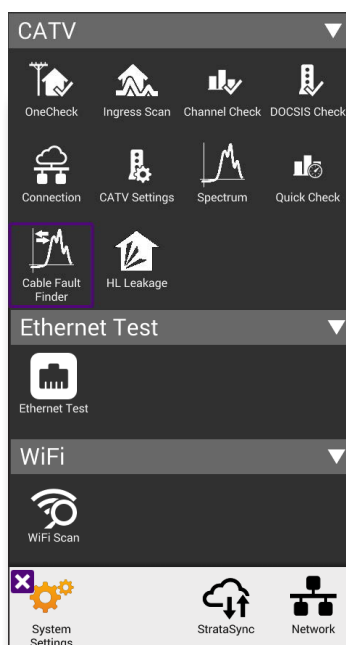 CATV
OneCheck
Ingress Scan
Channel Check
DOCSIS Check
Connection
CATV Settings
Spectrum
Quick Check
Cable Fault
Finder
HL Leakage
Ethernet Test
Ethernet Test
WiFi
WiFi Scan
System
Settings
StrataSync
Network